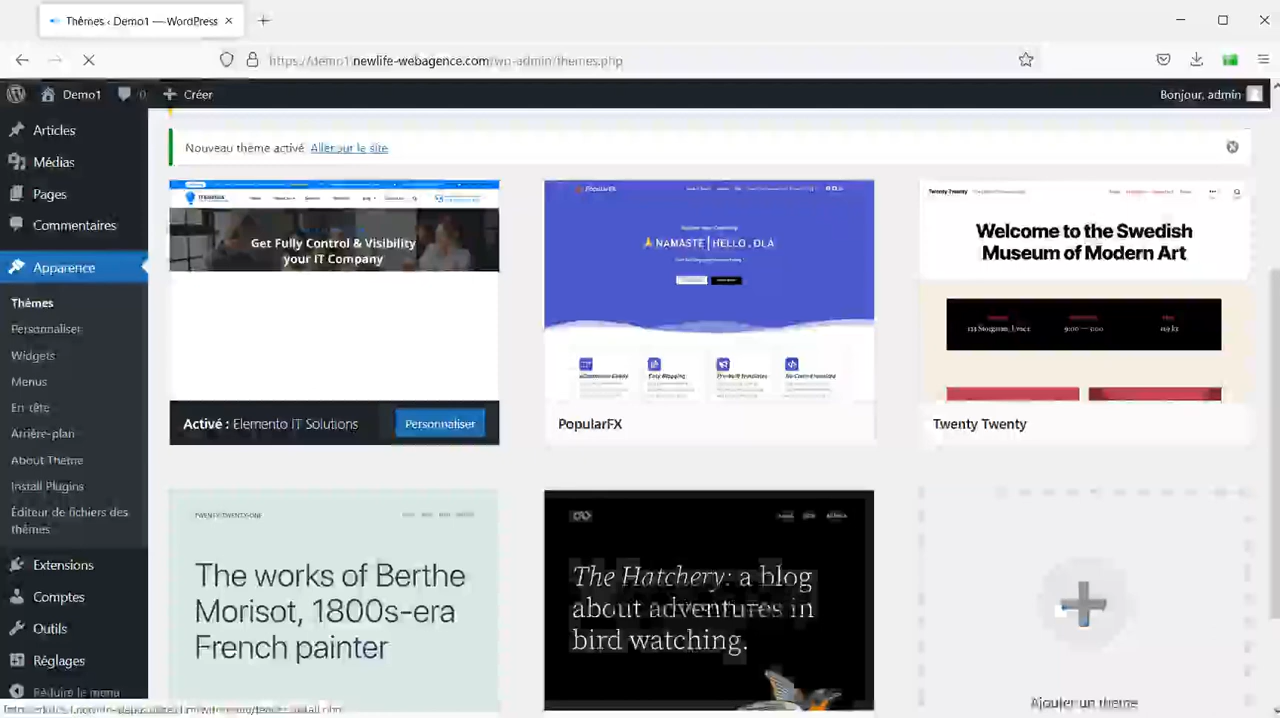 Thèmes ‹ Demo1 — WordPress
https://demo1.newlife-webagence.com/wp-admin/themes.php
Demo1
0
Créer
Bonjour, admin
Articles
Médias
Pages
Commentaires
Apparence
Thèmes
Personnaliser
Widgets
Menus
En-tête
Arrière-plan
About Theme
Install Plugins
Éditeur de fichiers des
thèmes
Extensions
Comptes
Outils
Réglages
Réduire le menu
Nouveau thème activé. Aller sur le site
Get Fully Control & Visibility
your IT Company
Activé : Elemento IT Solutions
Personnaliser
PopularFX
NAMASTE | HELLO, OLA
PopularFX
Twenty Twenty
Welcome to the Swedish
Museum of Modern Art
Twenty Twenty
The works of Berthe
Morisot, 1800s-era
French painter
The Hatchery: a blog
about adventures in
bird watching.
Ajouter un thème